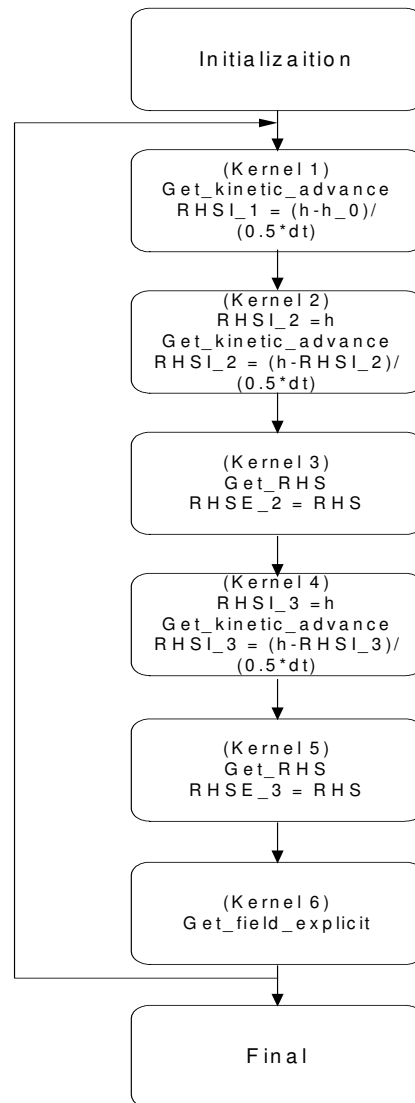 Initializaition
(Kernel 1)
Get_kinetic_advance
RHSI_1 = (h-h_0)/
(0.5*dt)
(Kernel 2)
RHSI_2 =h
Get_kinetic_advance
RHSI_2 = (h-RHSI_2)/
(0.5*dt)
(Kernel 3)
Get_RHS
RHSE_2 = RHS
(Kernel 4)
RHSI_3 =h
Get_kinetic_advance
RHSI_3 = (h-RHSI_3)/
(0.5*dt)
(Kernel 5)
Get_RHS
RHSE_3 = RHS
(Kernel 6)
Get_field_explicit
Final